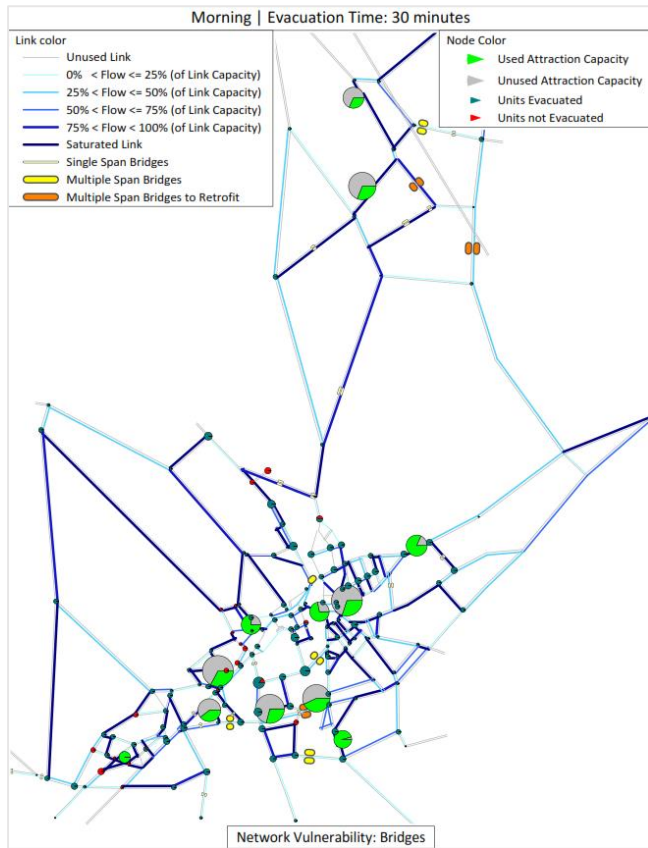 Morning | Evacuation Time: 30 minutes
Link color
Unused Link
0% < Flow <= 25% (of Link Capacity)
25% < Flow <= 50% (of Link Capacity)
50% < Flow <= 75% (of Link Capacity)
75% < Flow < 100% (of Link Capacity)
Saturated Link
Single Span Bridges
Multiple Span Bridges
Multiple Span Bridges to Retrofit
Node Color
Used Attraction Capacity
Unused Attraction Capacity
Units Evacuated
Units not Evacuated
Network Vulnerability: Bridges